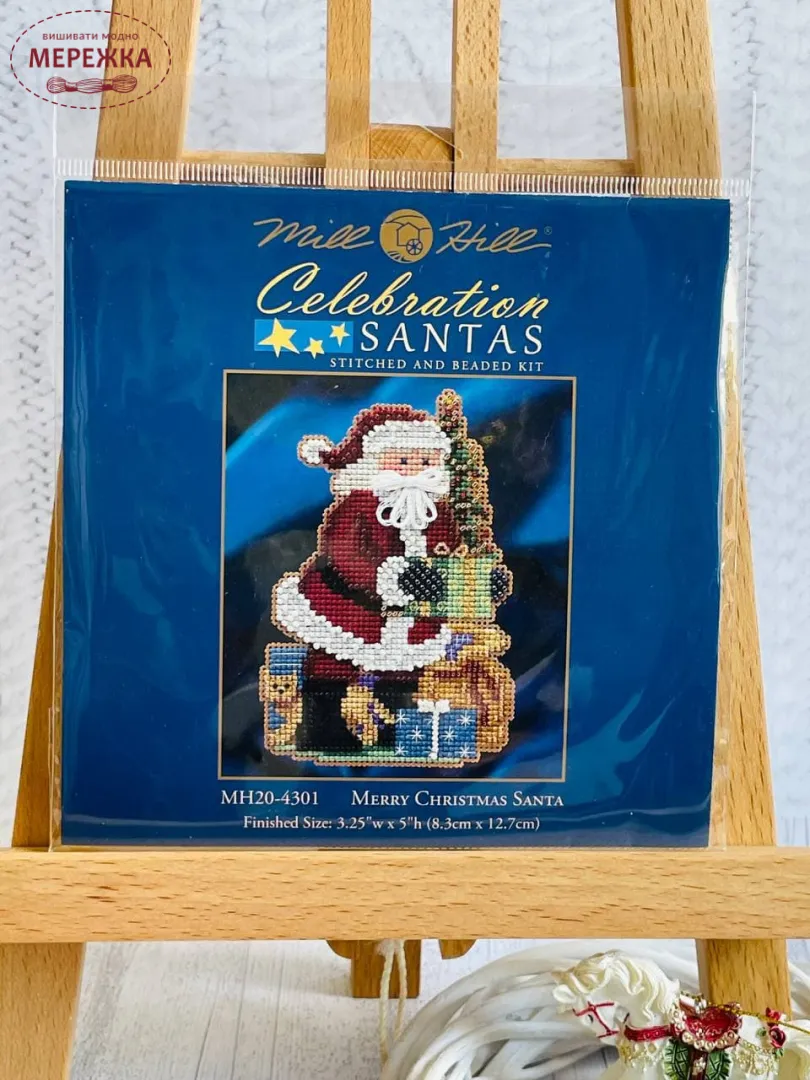 вишивати модно
МЕРЕЖКА
Mill Hill®
Celebration
SANTAS
STITCHED AND BEADED KIT
MH20-4301 MERRY CHRISTMAS SANTA
Finished Size: 3.25"w x 5"h (8.3cm x 12.7cm)